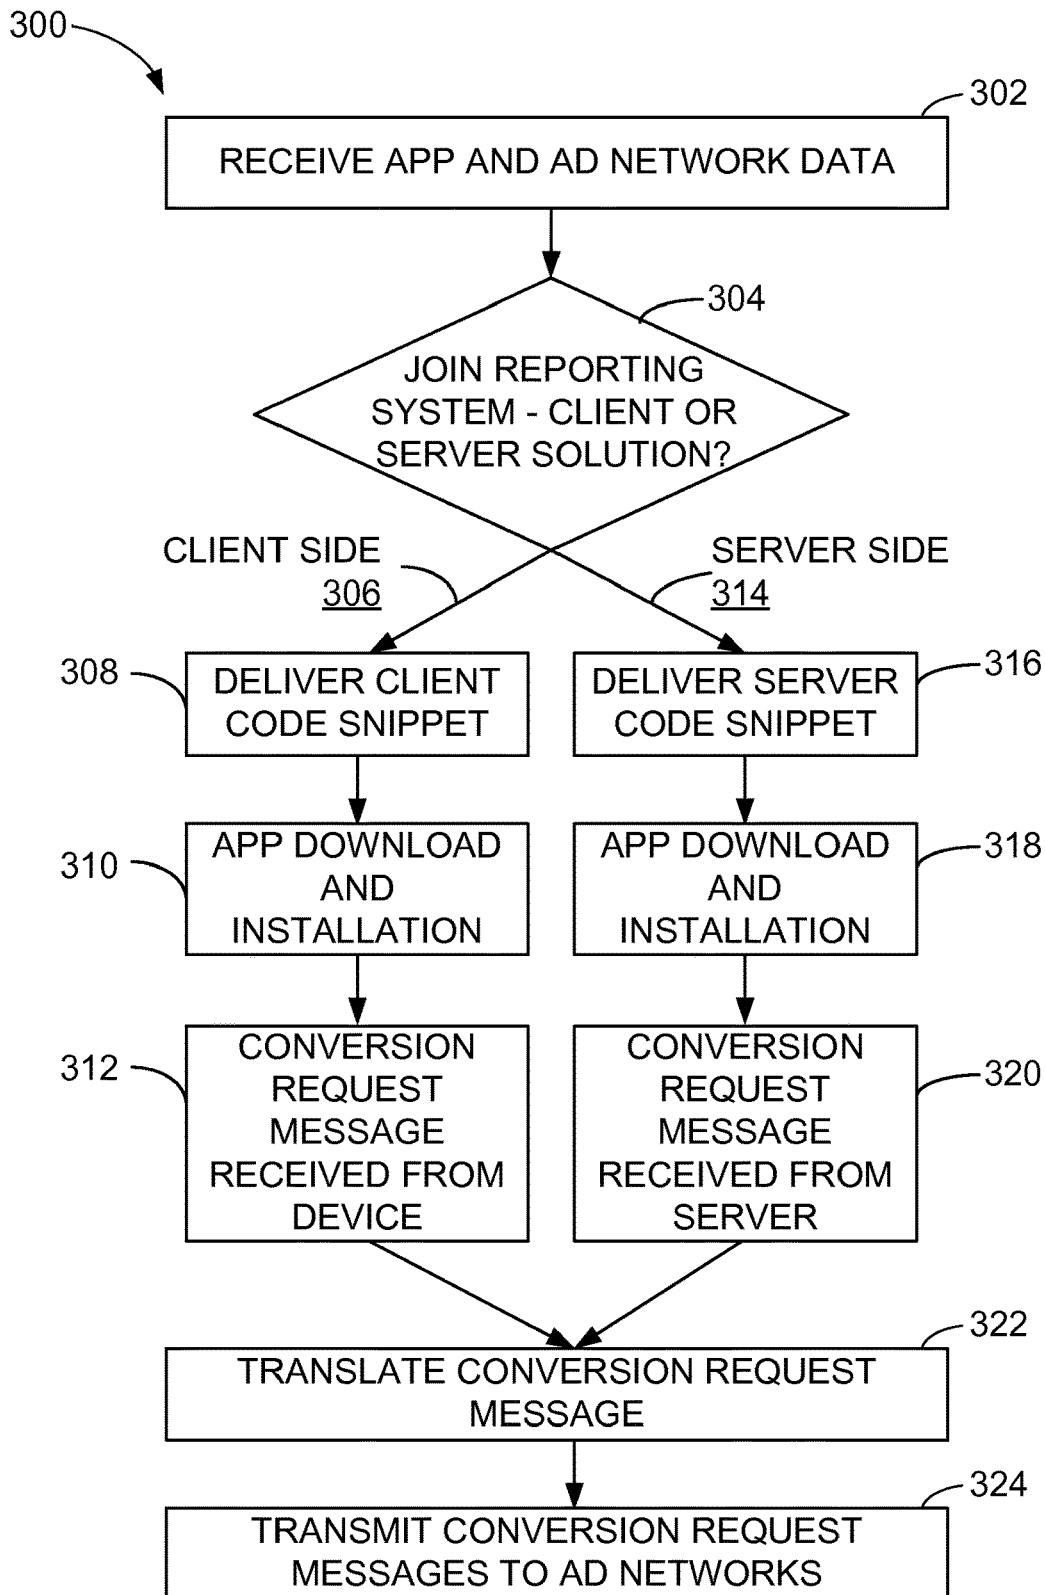 300
302
RECEIVE APP AND AD NETWORK DATA
304
JOIN REPORTING
SYSTEM - CLIENT OR
SERVER SOLUTION?
CLIENT SIDE
306
SERVER SIDE
314
308
DELIVER CLIENT
CODE SNIPPET
DELIVER SERVER
CODE SNIPPET
316
310
APP DOWNLOAD
AND
INSTALLATION
APP DOWNLOAD
AND
INSTALLATION
318
312
CONVERSION
REQUEST
MESSAGE
RECEIVED FROM
DEVICE
CONVERSION
REQUEST
MESSAGE
RECEIVED FROM
SERVER
320
322
TRANSLATE CONVERSION REQUEST
MESSAGE
324
TRANSMIT CONVERSION REQUEST
MESSAGES TO AD NETWORKS